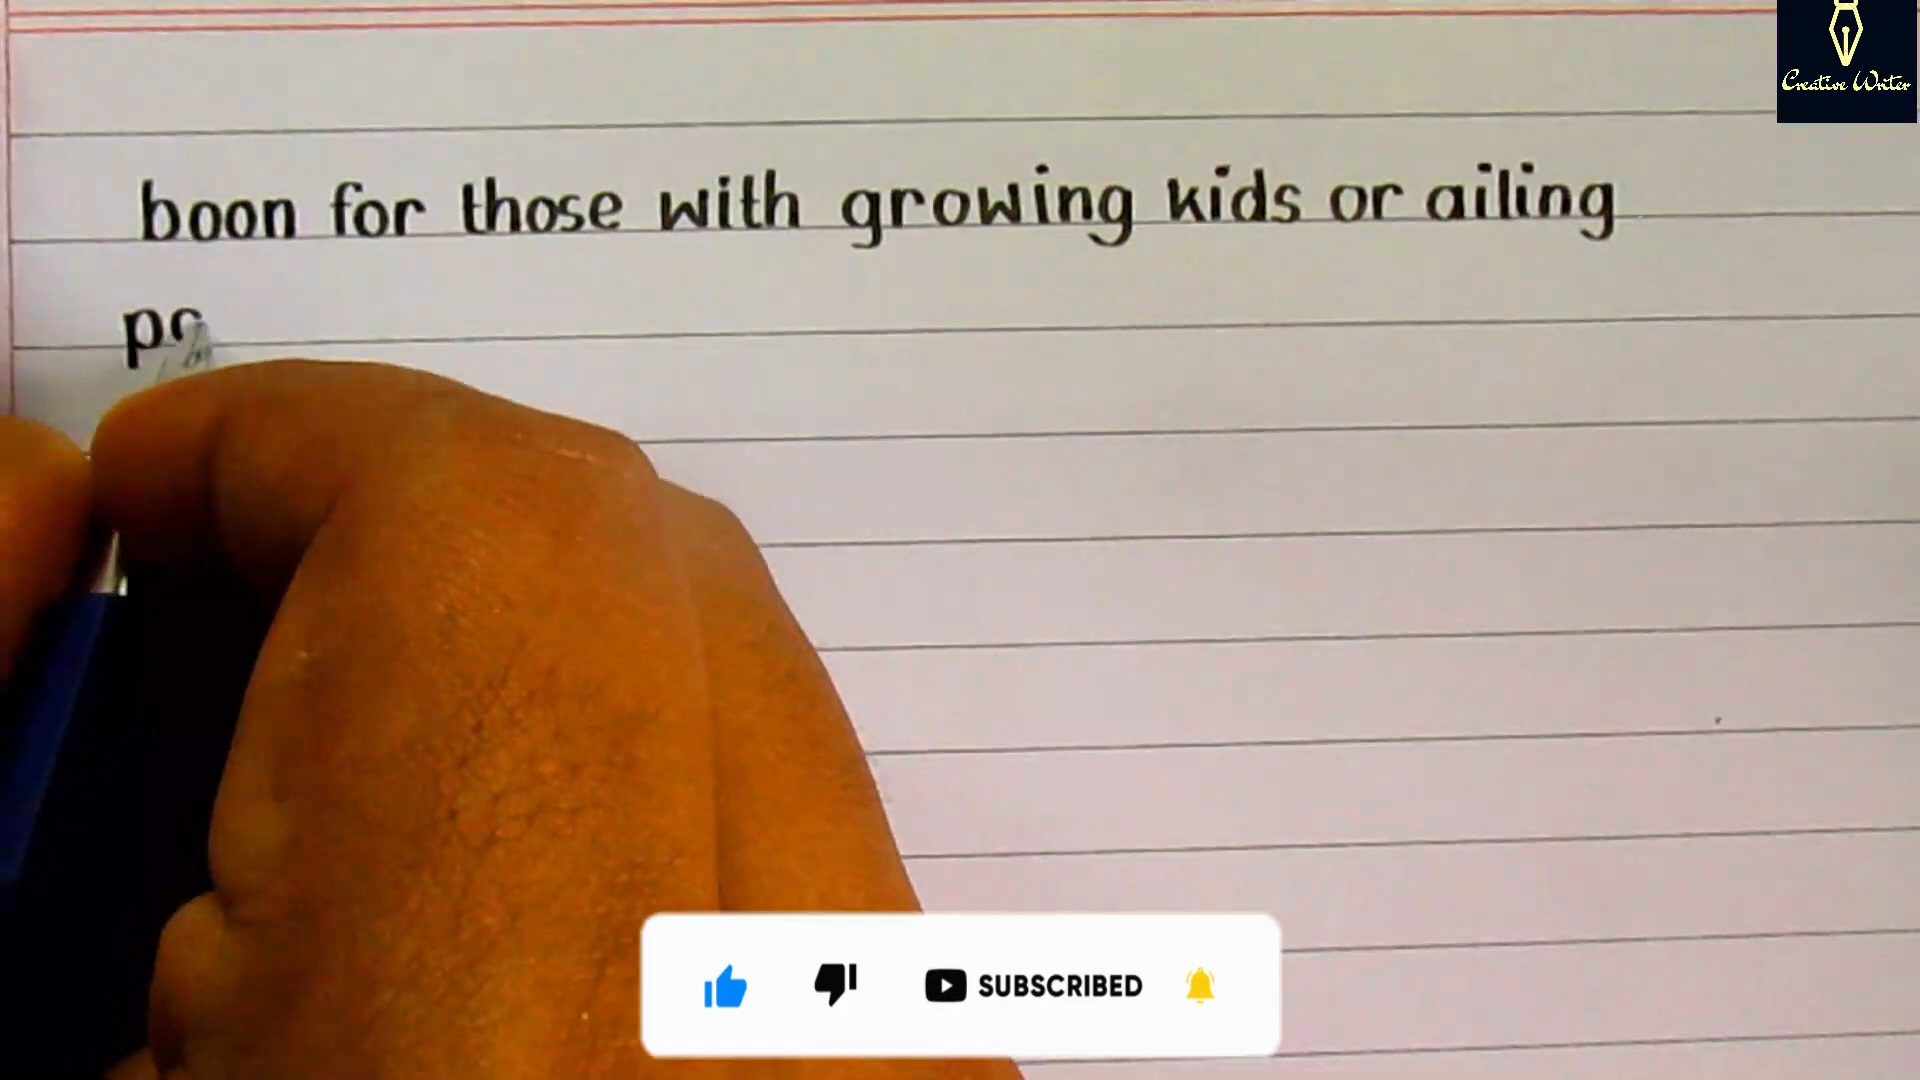 Creative Writer
boon for those with growing kids or ailing
SUBSCRIBED